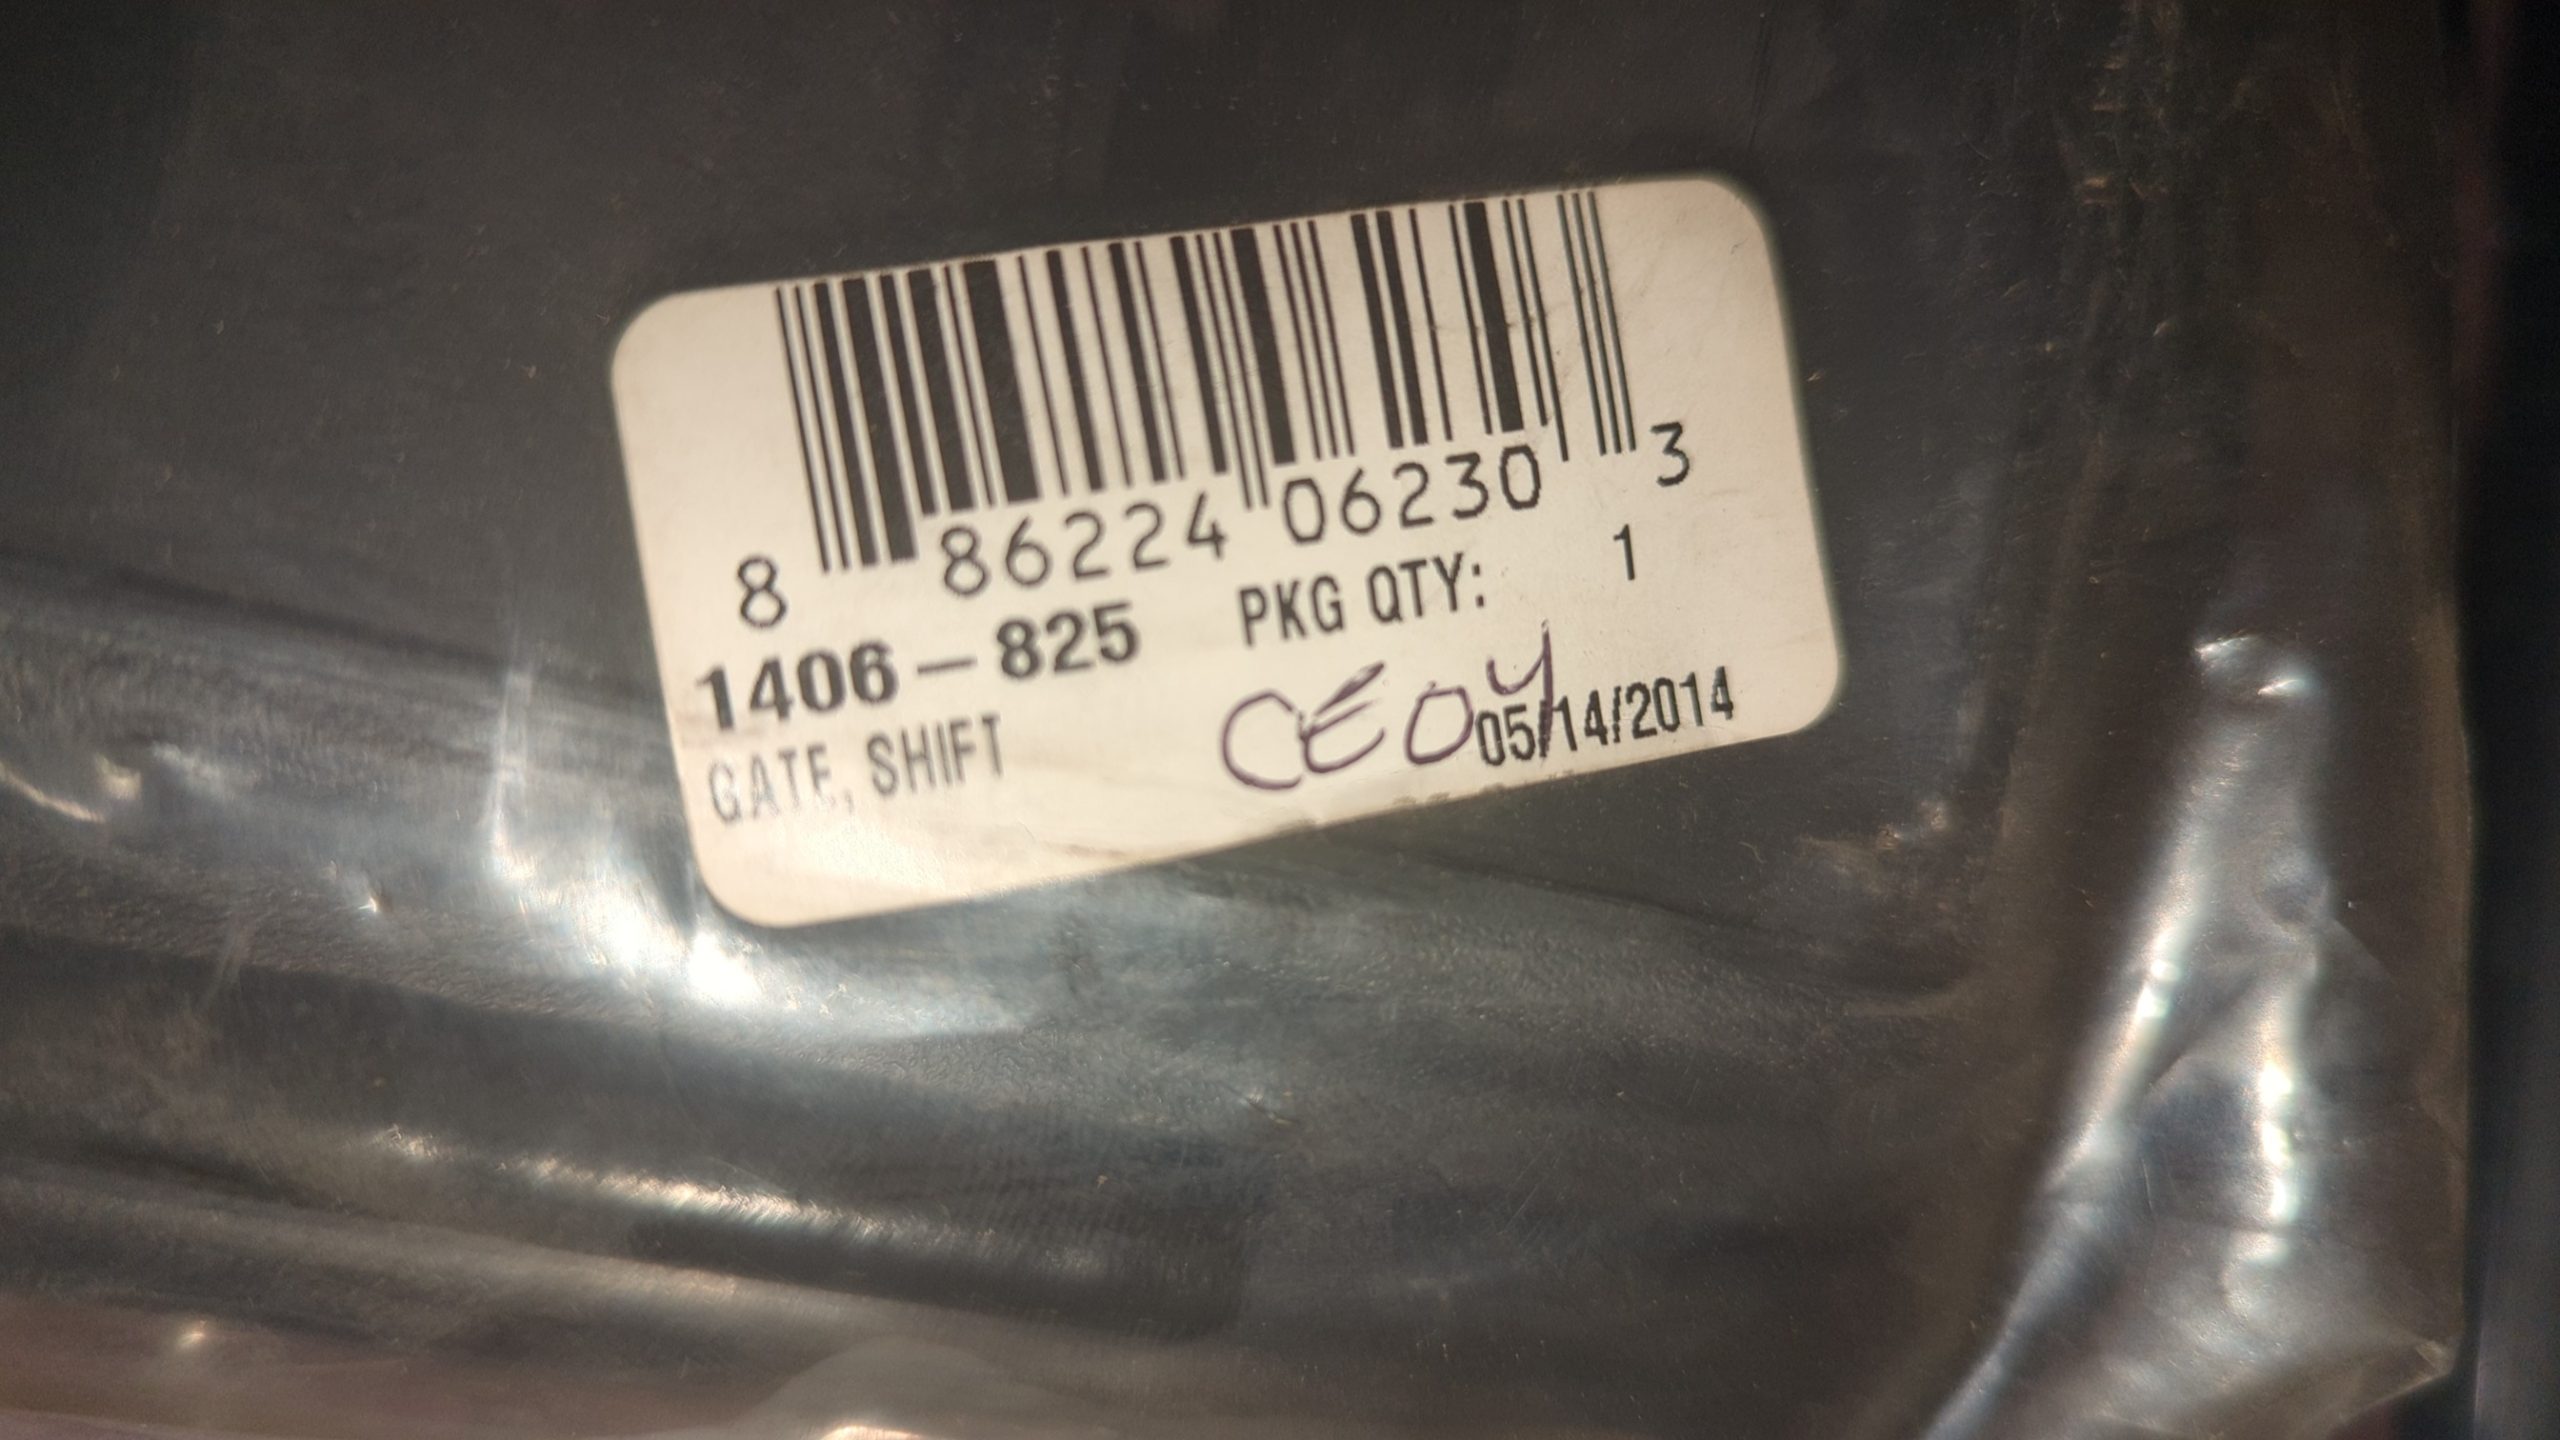 8 86224 06230 3
1406-825 PKG QTY: 1
GATE, SHIFT CE04 05/14/2014